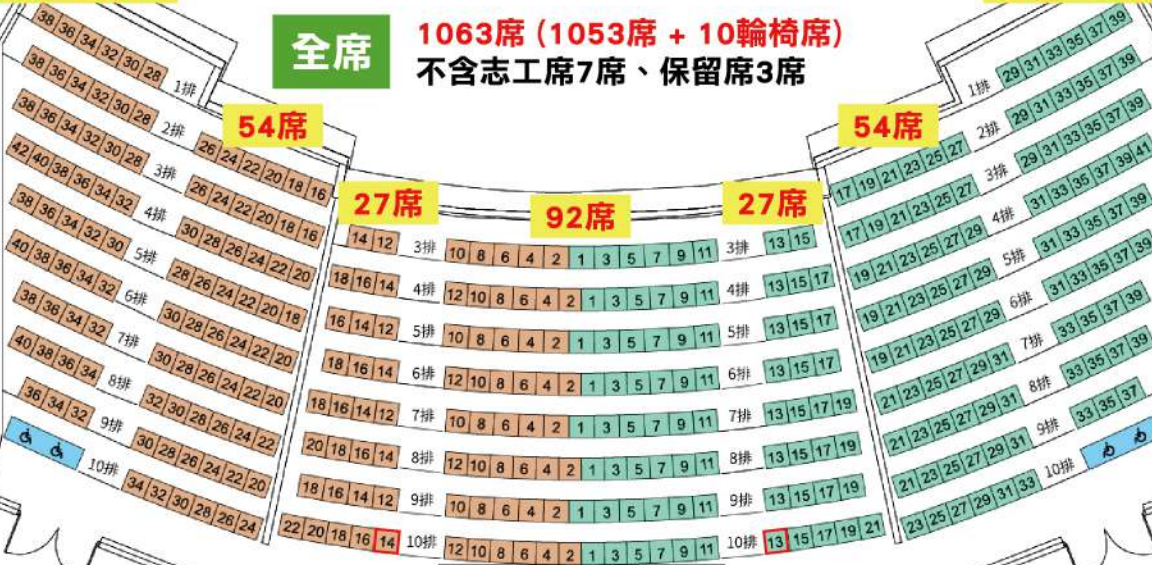 全席
1063席 (1053席 + 10輪椅席)
不含志工席7席、保留席3席
54席
38 36 34 32 30 28 1排
38 36 34 32 30 28 2排 26 24 22 20 18 16
38 36 34 32 30 28 3排 26 24 22 20 18 16
42 40 38 36 34 32 4排 30 28 26 24 22 20
38 36 34 32 30 5排 28 26 24 22 20 18
40 38 36 34 32 6排 30 28 26 24 22 20
38 36 34 32 7排 30 28 26 24 22 20
40 38 36 34 8排 32 30 28 26 24 22
36 34 32 9排 30 28 26 24 22 20
10排 34 32 30 28 26 24
27席 92席 27席
14 12 3排 10 8 6 4 2 1 3 5 7 9 11 3排 13 15
18 16 14 4排 12 10 8 6 4 2 1 3 5 7 9 11 4排 13 15 17
16 14 12 5排 10 8 6 4 2 1 3 5 7 9 11 5排 13 15 17
18 16 14 6排 12 10 8 6 4 2 1 3 5 7 9 11 6排 13 15 17
18 16 14 12 7排 10 8 6 4 2 1 3 5 7 9 11 7排 13 15 17 19
20 18 16 14 8排 12 10 8 6 4 2 1 3 5 7 9 11 8排 13 15 17 19
18 16 14 12 9排 10 8 6 4 2 1 3 5 7 9 11 9排 13 15 17 19
22 20 18 16 14 10排 12 10 8 6 4 2 1 3 5 7 9 11 10排 13 15 17 19 21
54席
1排 29 31 33 35 37 39
17 19 21 23 25 27 2排 29 31 33 35 37 39
17 19 21 23 25 27 3排 29 31 33 35 37 39
19 21 23 25 27 29 4排 31 33 35 37 39 41
19 21 23 25 27 29 5排 31 33 35 37 39
19 21 23 25 27 29 6排 31 33 35 37 39
21 23 25 27 29 31 7排 33 35 37 39
21 23 25 27 29 31 8排 33 35 37 39
21 23 25 27 29 31 9排 33 35 37
23 25 27 29 31 33 10排